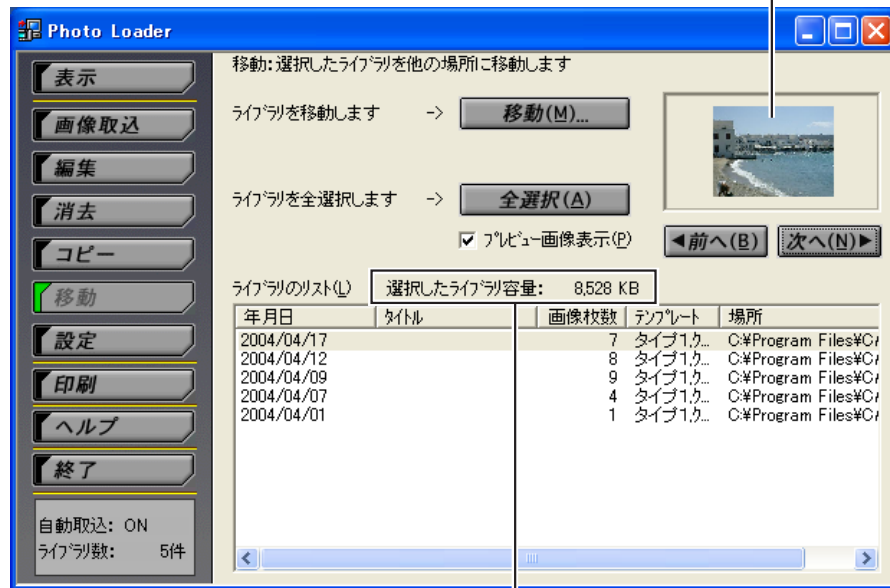 Photo Loader
表示
画像取込
編集
消去
コピー
移動
設定
印刷
ヘルプ
終了
自動取込: ON
ライブラリ数: 5件
移動:選択したライブラリを他の場所に移動します
ライブラリを移動します -> 移動(M)...
ライブラリを全選択します -> 全選択(A)
プレビュー画像表示(P)
◀前へ(B) 次へ(N)▶
ライブラリのリスト(L) 選択したライブラリ容量: 8,528 KB
年月日 タイトル 画像枚数 テンプレート 場所
2004/04/17 7 タイプ1,ク... C:¥Program Files¥C
2004/04/12 8 タイプ1,ク... C:¥Program Files¥C
2004/04/09 9 タイプ1,ク... C:¥Program Files¥C
2004/04/07 4 タイプ1,ク... C:¥Program Files¥C
2004/04/01 1 タイプ1,ク... C:¥Program Files¥C